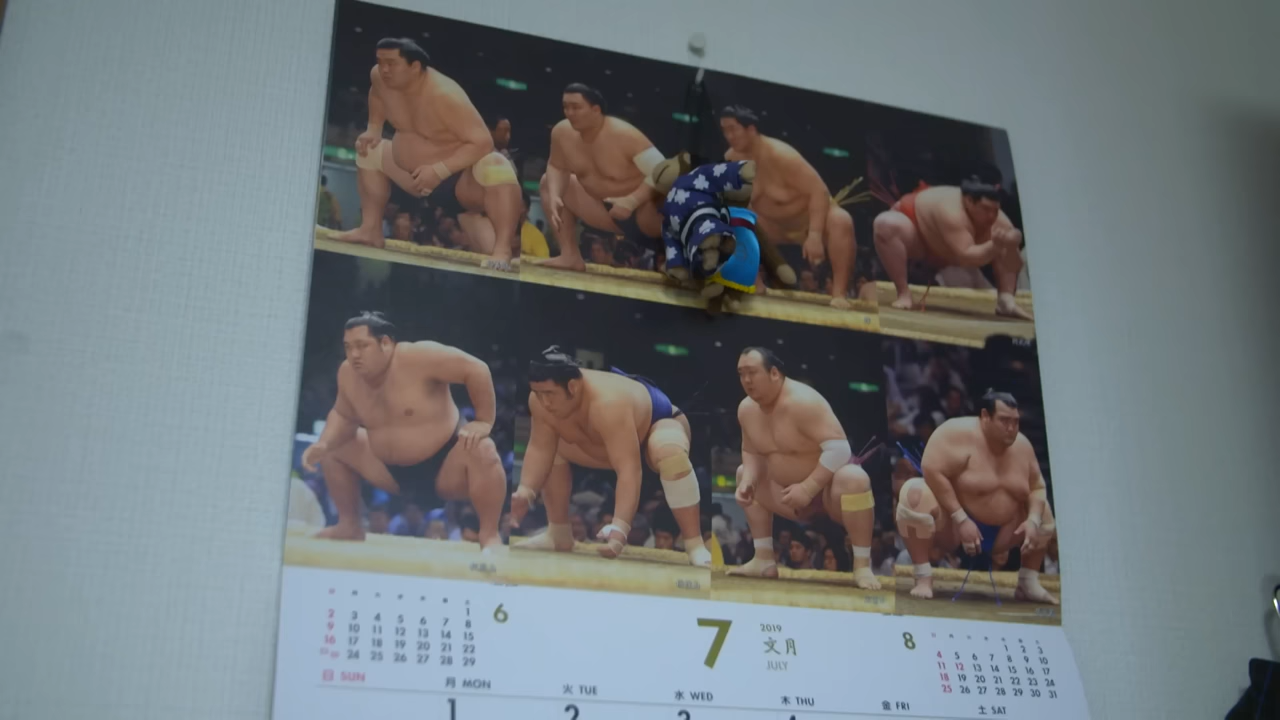 6
1
2 3 4 5 6 7 8
9 10 11 12 13 14 15
16 17 18 19 20 21 22
24 25 26 27 28 29
7
2019
文月
JULY
8
1 2 3
4 5 6 7 8 9 10
11 12 13 14 15 16 17
18 19 20 21 22 23 24
25 26 27 28 29 30 31
日 SUN 月 MON 火 TUE 水 WED 木 THU 金 FRI 土 SAT
1 2 3 4